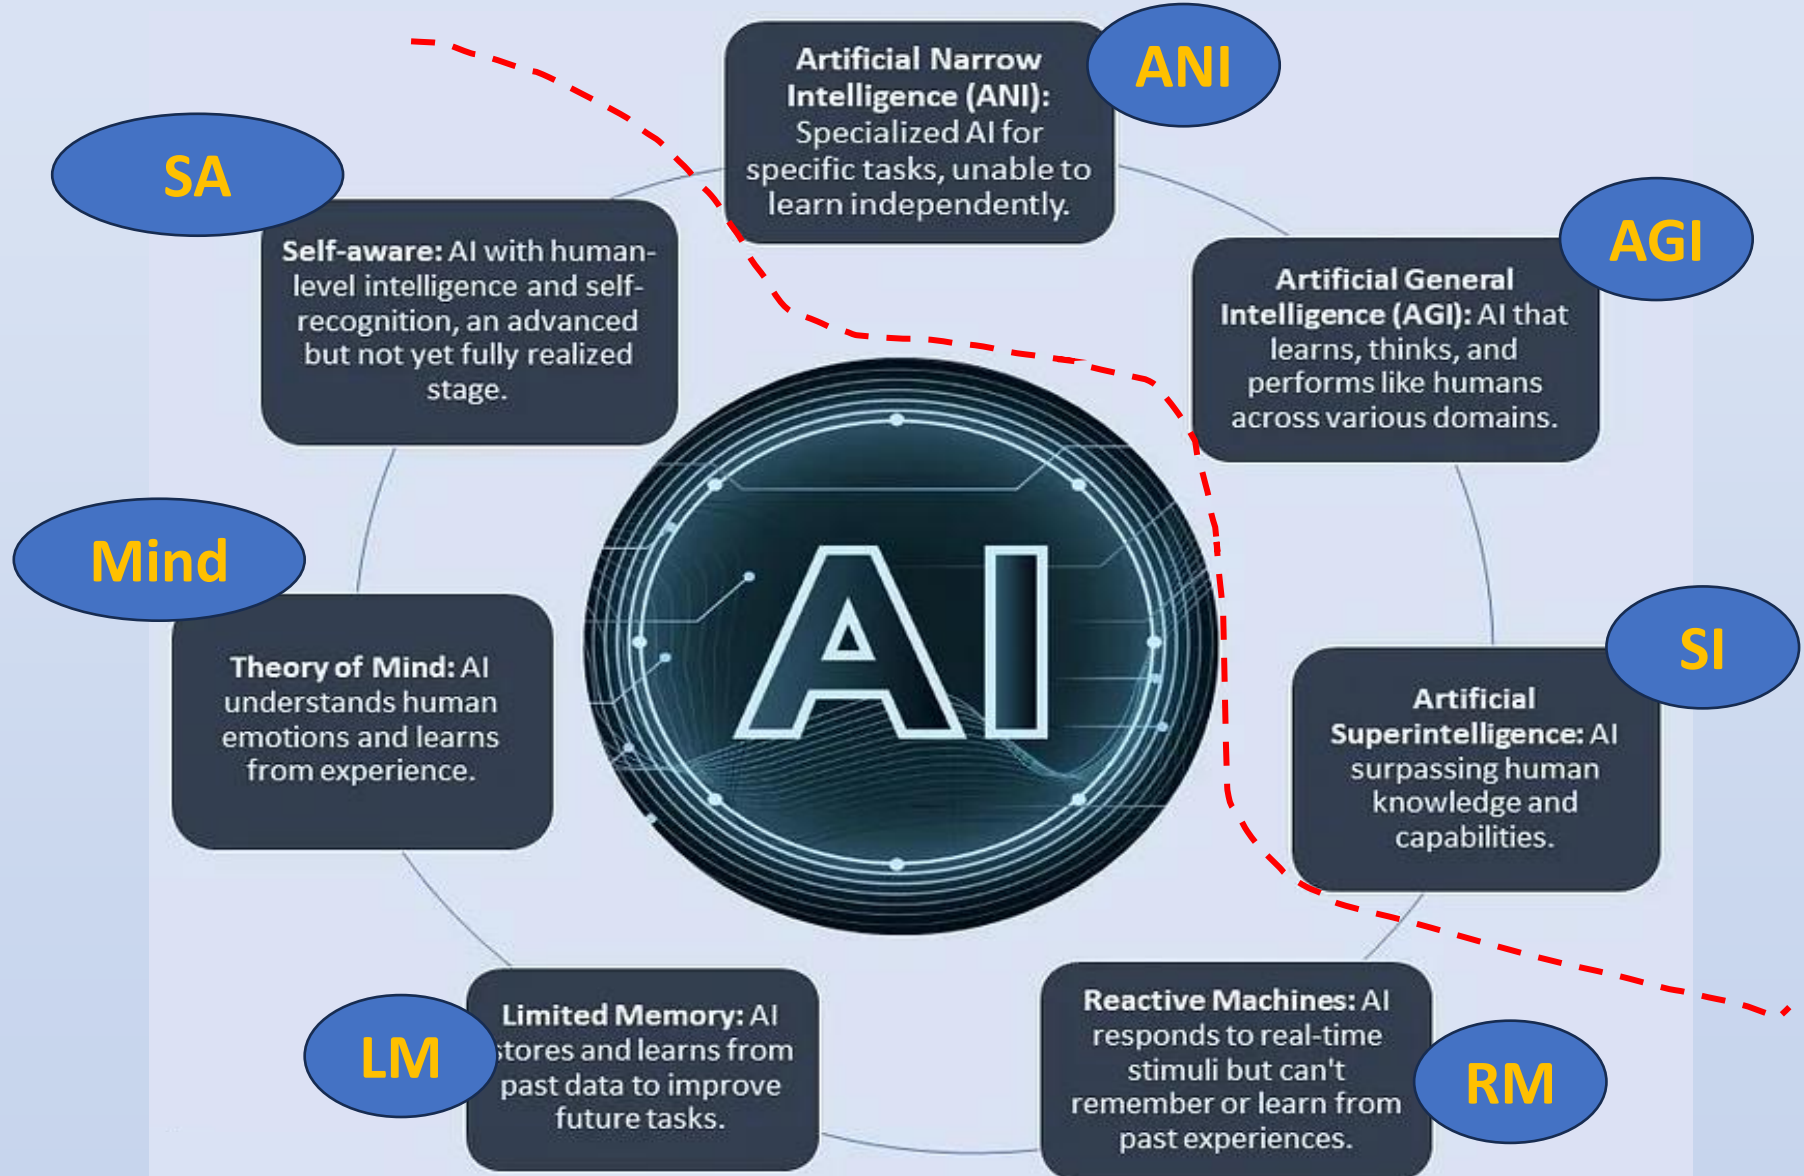 ANI
Artificial Narrow
Intelligence (ANI):
Specialized AI for
specific tasks, unable to
learn independently.
AGI
Artificial General
Intelligence (AGI): AI that
learns, thinks, and
performs like humans
across various domains.
SI
Artificial
Superintelligence: AI
surpassing human
knowledge and
capabilities.
RM
Reactive Machines: AI
responds to real-time
stimuli but can't
remember or learn from
past experiences.
LM
Limited Memory: AI
stores and learns from
past data to improve
future tasks.
Mind
Theory of Mind: AI
understands human
emotions and learns
from experience.
SA
Self-aware: AI with human-
level intelligence and self-
recognition, an advanced
but not yet fully realized
stage.
AI